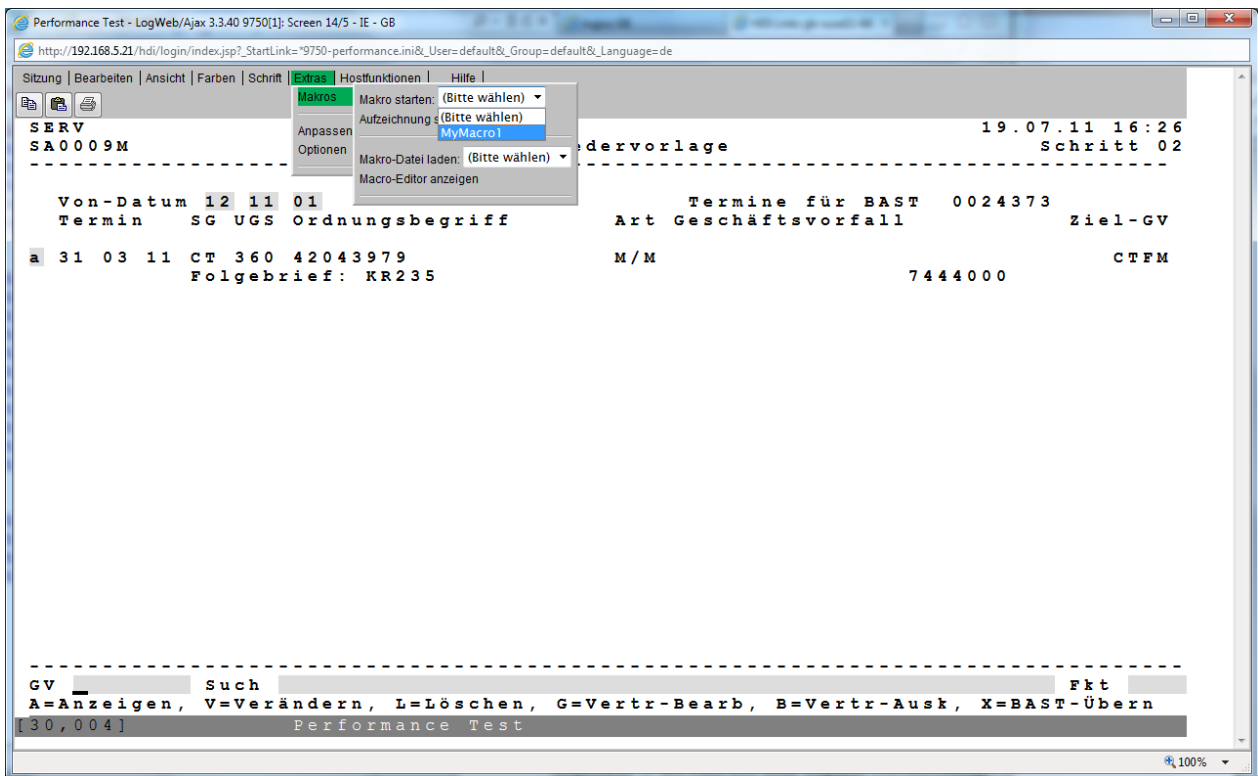 Performance Test - LogWeb/Ajax 3.3.40 9750[1]: Screen 14/5 - IE - GB
http://192.168.5.21/hdi/login/index.jsp?_StartLink="9750-performance.ini&_User=default&_Group=default&_Language=de
Sitzung | Bearbeiten | Ansicht | Farben | Schrift | Extras | Hostfunktionen | Hilfe |
Makros Makro starten: (Bitte wählen)
Aufzeichnung s (Bitte wählen)
MyMacro1
Anpassen
Optionen
Makro-Datei laden: (Bitte wählen)
Macro-Editor anzeigen
SERV 19.07.11 16:26
SA0009M dervorlage Schritt 02
Von-Datum 12 11 01 Termine für BAST 0024373
Termin SG UGS Ordnungsbegriff Art Geschäftsvorfall Ziel-GV
a 31 03 11 CT 360 42043979 M/M CTFM
Folgebrief: KR235 7444000
GV Such Fkt
A=Anzeigen, V=Verändern, L=Löschen, G=Vertr-Bearb, B=Vertr-Ausk, X=BAST-Übern
[30,004] Performance Test
100%